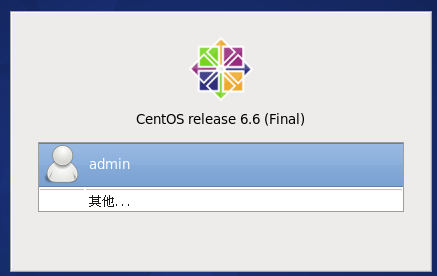 CentOS release 6.6 (Final)
admin
其他...